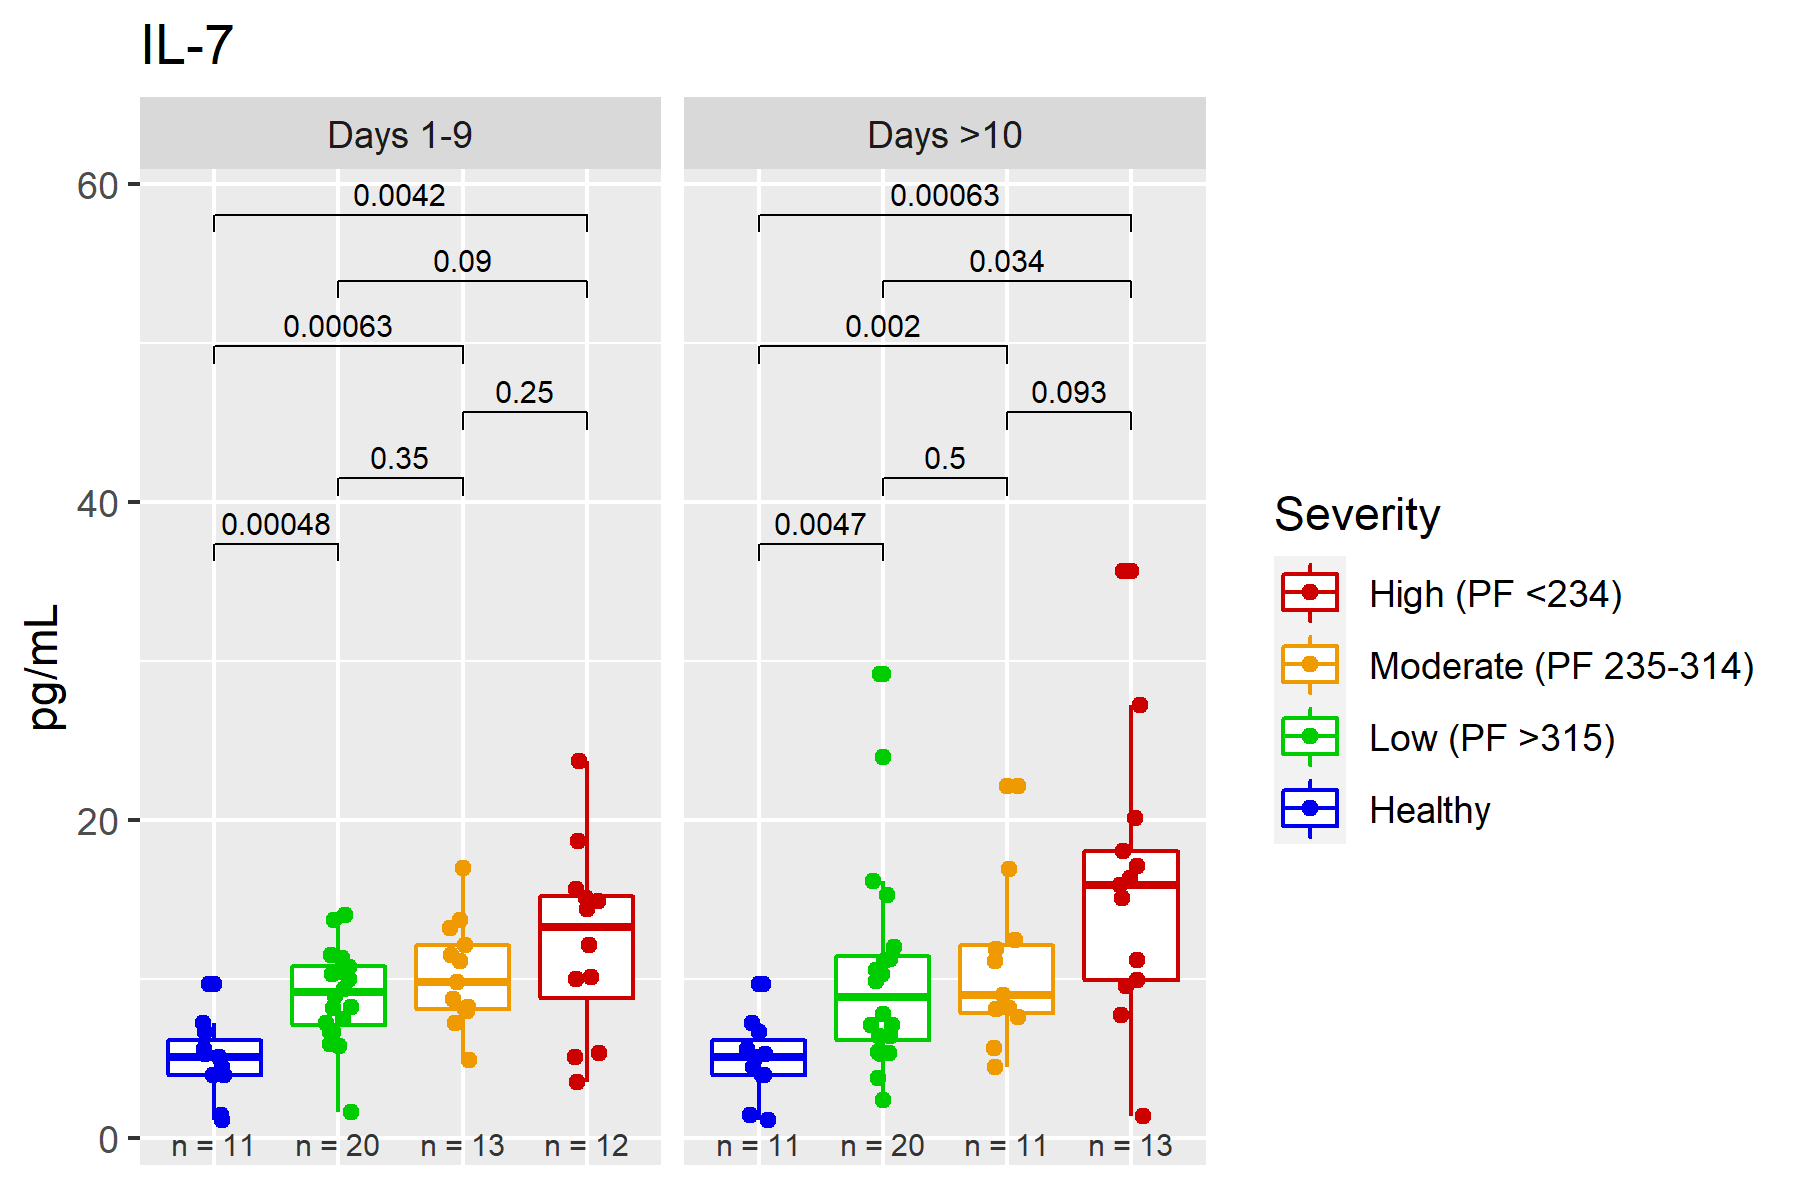 IL-7
Days 1-9
Days >10
60
40
20
0
pg/mL
0.0042
0.09
0.00063
0.25
0.35
0.00048
n = 11
n = 20
n = 13
n = 12
0.00063
0.034
0.002
0.093
0.5
0.0047
n = 11
n = 20
n = 11
n = 13
Severity
High (PF <234)
Moderate (PF 235-314)
Low (PF >315)
Healthy